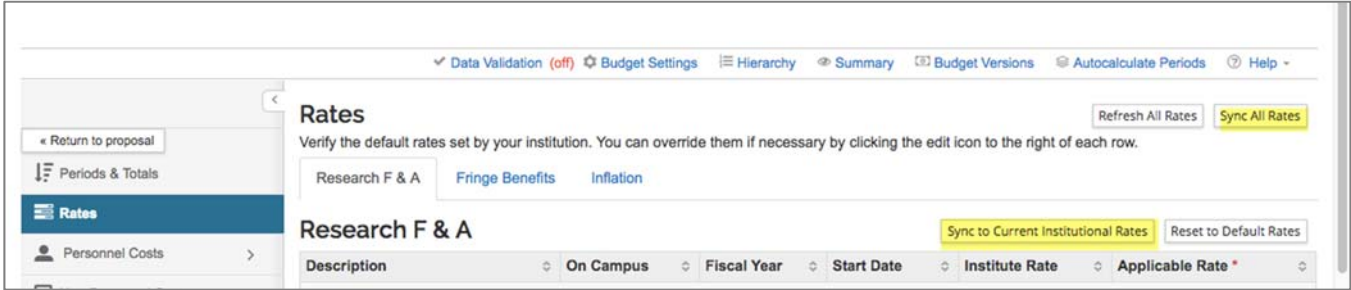 Data Validation (off) Budget Settings Hierarchy Summary Budget Versions Autocalculate Periods Help
« Return to proposal
Periods & Totals
Rates
Personnel Costs
Rates
Refresh All Rates Sync All Rates
Verify the default rates set by your institution. You can override them if necessary by clicking the edit icon to the right of each row.
Research F & A Fringe Benefits Inflation
Research F & A
Sync to Current Institutional Rates Reset to Default Rates
Description On Campus Fiscal Year Start Date Institute Rate Applicable Rate *